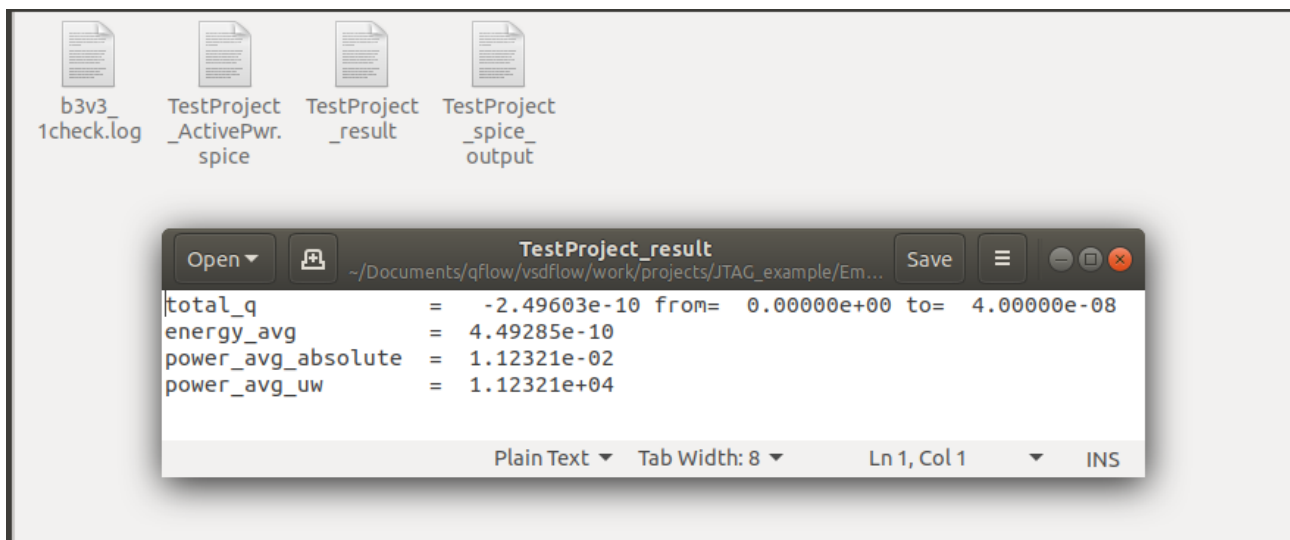 b3v3_
1check.log
TestProject
_ActivePwr.
spice
TestProject
_result
TestProject
_spice_
output
Open
TestProject_result
~/Documents/qflow/vsdflow/work/projects/JTAG_example/Em...
Save
total_q = -2.49603e-10 from= 0.00000e+00 to= 4.00000e-08
energy_avg = 4.49285e-10
power_avg_absolute = 1.12321e-02
power_avg_uw = 1.12321e+04
Plain Text Tab Width: 8 Ln 1, Col 1 INS